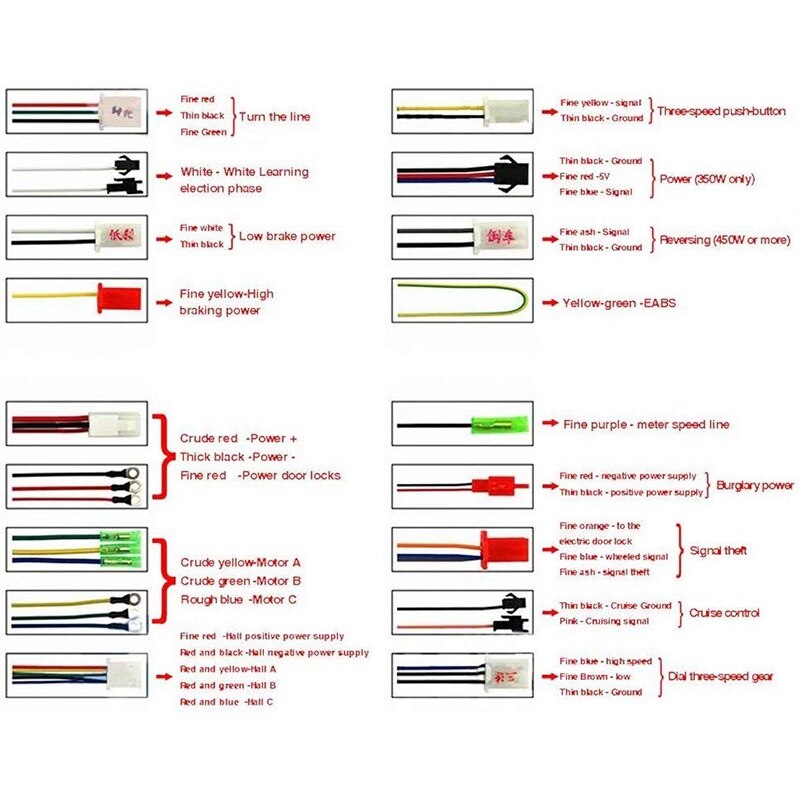 Fine red
Thin black
Fine Green
Turn the line
White - White Learning
election phase
低刹
Fine white
Thin black
Low brake power
Fine yellow-High
braking power
Fine yellow - signal
Thin black - Ground
Three-speed push-button
Thin black - Ground
Fine red -5V
Fine blue - Signal
Power (350W only)
倒车
Fine ash - Signal
Thin black - Ground
Reversing (450W or more)
Yellow-green -EABS
Crude red -Power +
Thick black -Power -
Fine red -Power door locks
Crude yellow-Motor A
Crude green -Motor B
Rough blue -Motor C
Fine red -Hall positive power supply
Red and black-Hall negative power supply
Red and yellow-Hall A
Red and green -Hall B
Red and blue -Hall C
Fine purple - meter speed line
Fine red - negative power supply
Thin black - positive power supply
Burglary power
Fine orange - to the
electric door lock
Fine blue - wheeled signal
Fine ash - signal theft
Signal theft
Thin black - Cruise Ground
Pink - Cruising signal
Cruise control
Fine blue - high speed
Fine Brown - low
Thin black - Ground
Dial three-speed gear